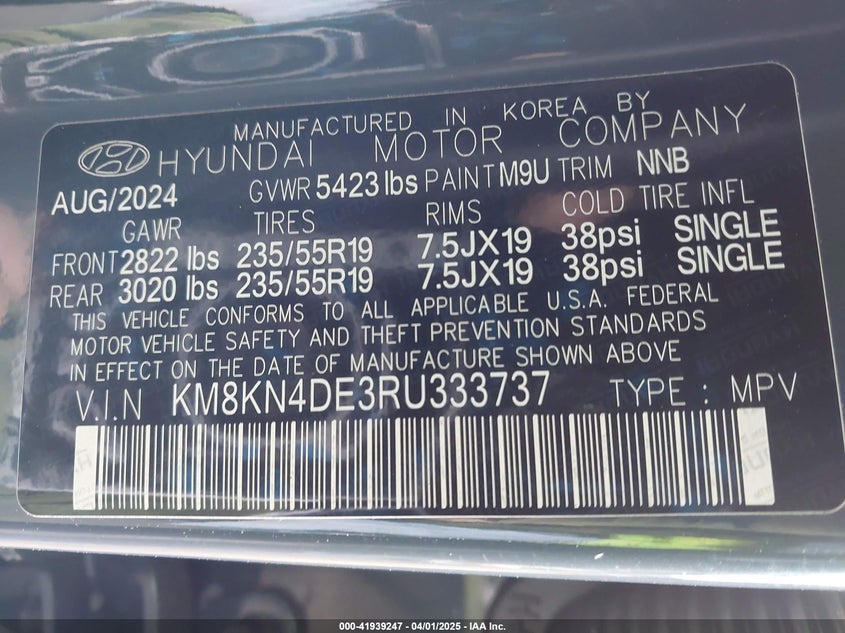 MANUFACTURED IN KOREA BY
HYUNDAI MOTOR COMPANY
AUG/2024 GVWR 5423 lbs PAINT M9U TRIM NNB
GAWR TIRES RIMS COLD TIRE INFL
FRONT 2822 lbs 235/55R19 7.5JX19 38psi SINGLE
REAR 3020 lbs 235/55R19 7.5JX19 38psi SINGLE
THIS VEHICLE CONFORMS TO ALL APPLICABLE U.S.A. FEDERAL
MOTOR VEHICLE SAFETY AND THEFT PREVENTION STANDARDS
IN EFFECT ON THE DATE OF MANUFACTURE SHOWN ABOVE
V.I.N KM8KN4DE3RU333737 TYPE : MPV
000-41939247 - 04/01/2025 - IAA Inc.